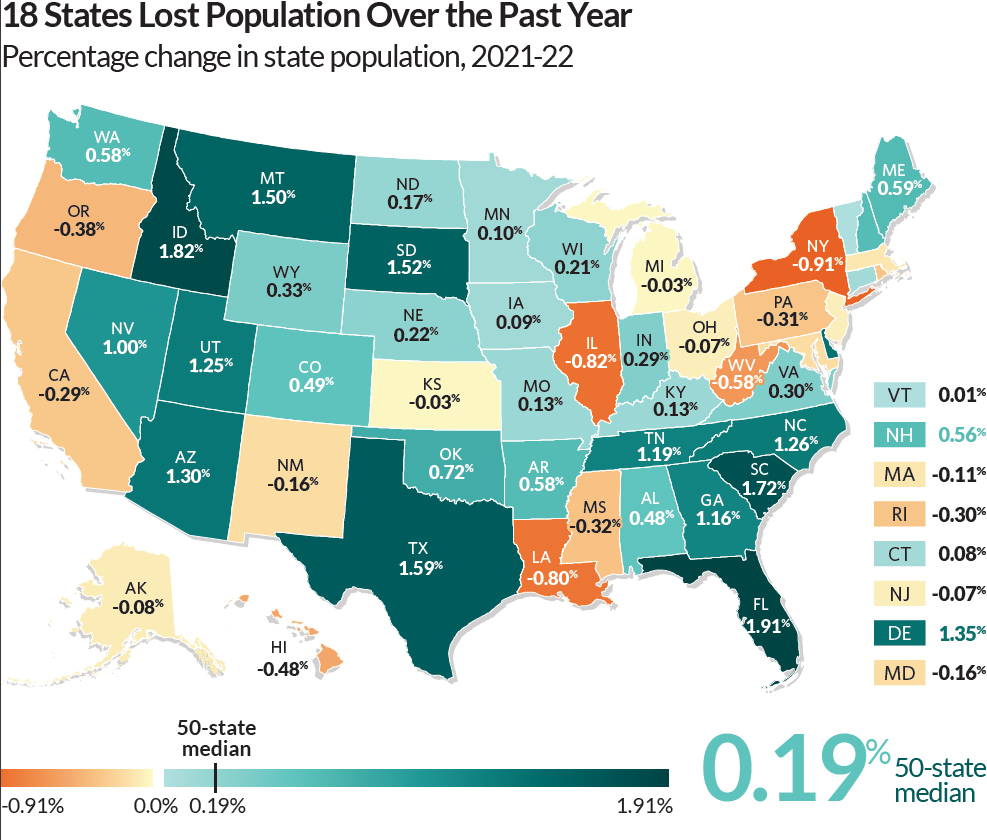 18 States Lost Population Over the Past Year
Percentage change in state population, 2021-22
WA
0.58%
OR
-0.38%
ID
1.82%
MT
1.50%
ND
0.17%
MN
0.10%
SD
1.52%
WI
0.21%
MI
-0.03%
NY
-0.91%
ME
0.59%
WY
0.33%
NE
0.22%
IA
0.09%
NV
1.00%
UT
1.25%
CO
0.49%
CA
-0.29%
KS
-0.03%
MO
0.13%
IL
-0.82%
IN
0.29%
OH
-0.07%
PA
-0.31%
WV
-0.58%
VA
0.30%
KY
0.13%
AZ
1.30%
NM
-0.16%
OK
0.72%
AR
0.58%
TN
1.19%
NC
1.26%
SC
1.72%
MS
-0.32%
AL
0.48%
GA
1.16%
TX
1.59%
LA
-0.80%
FL
1.91%
AK
-0.08%
HI
-0.48%
VT 0.01%
NH 0.56%
MA -0.11%
RI -0.30%
CT 0.08%
NJ -0.07%
DE 1.35%
MD -0.16%
50-state
median
-0.91% 0.0% 0.19% 1.91%
0.19%
50-state
median